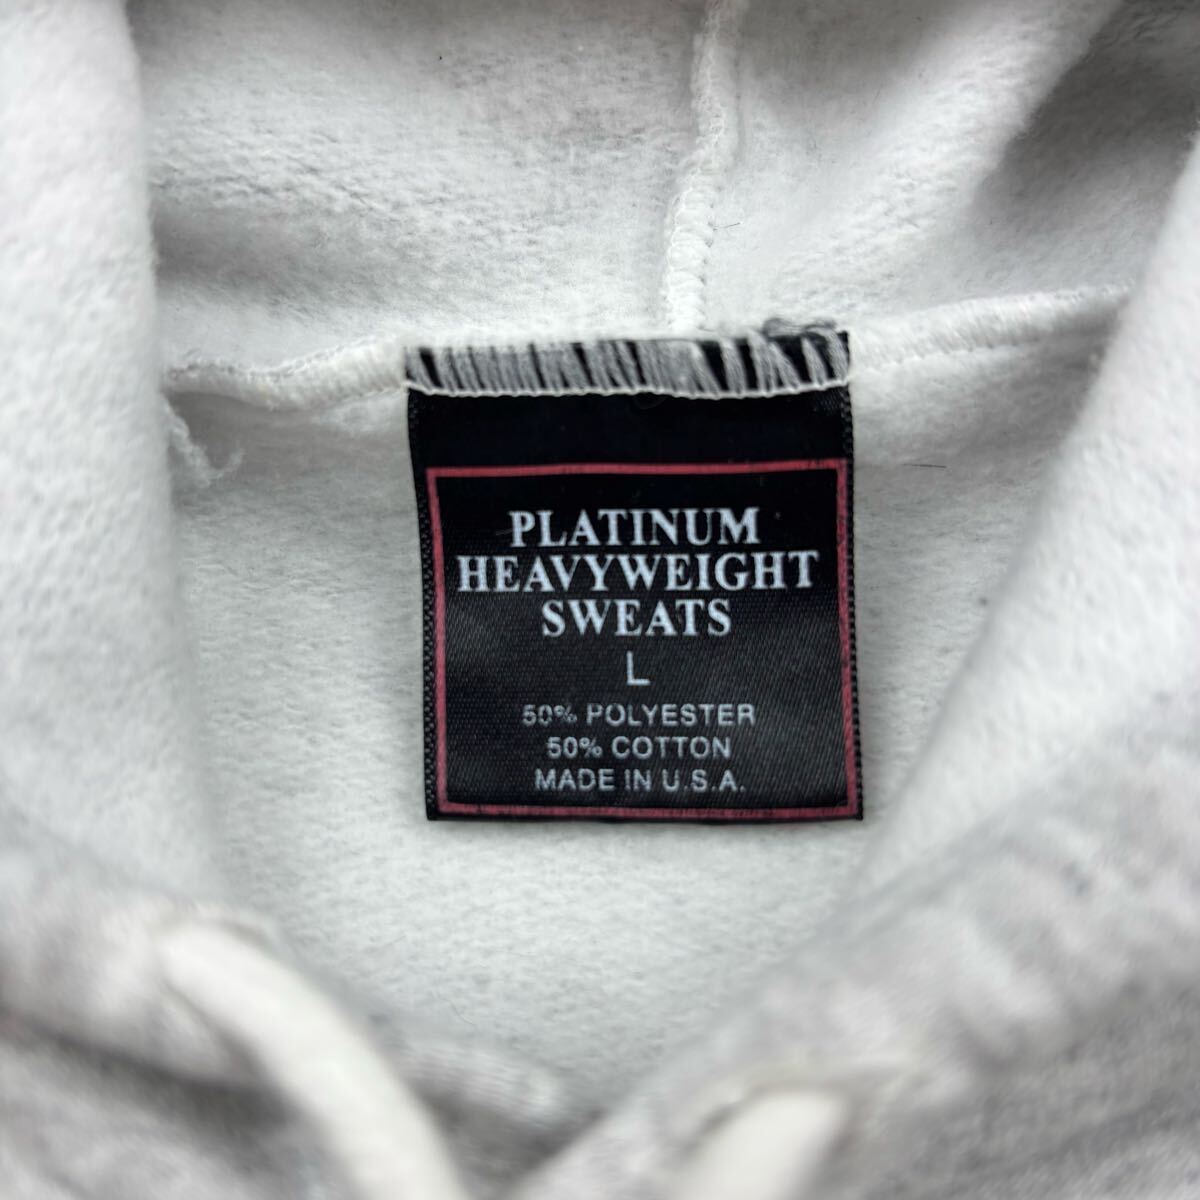 PLATINUM
HEAVYWEIGHT
SWEATS
L
50% POLYESTER
50% COTTON
MADE IN U.S.A.